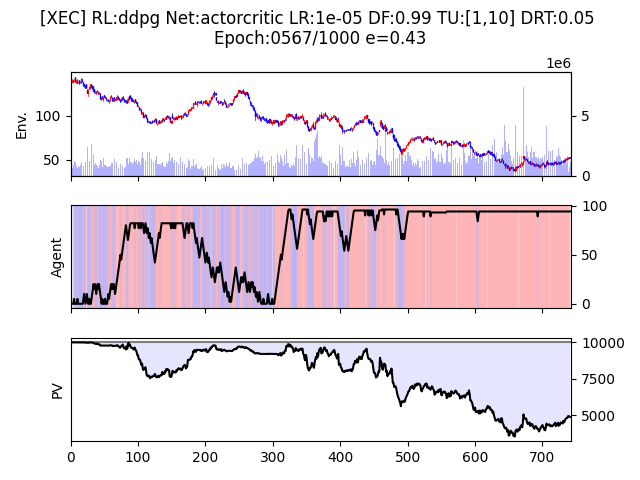 [XEC] RL:ddpg Net:actorcritic LR:1e-05 DF:0.99 TU:[1,10] DRT:0.05
Epoch:0567/1000 e=0.43
1e6
Env.
100
50
5
0
Agent
100
50
0
PV
10000
7500
5000
0 100 200 300 400 500 600 700